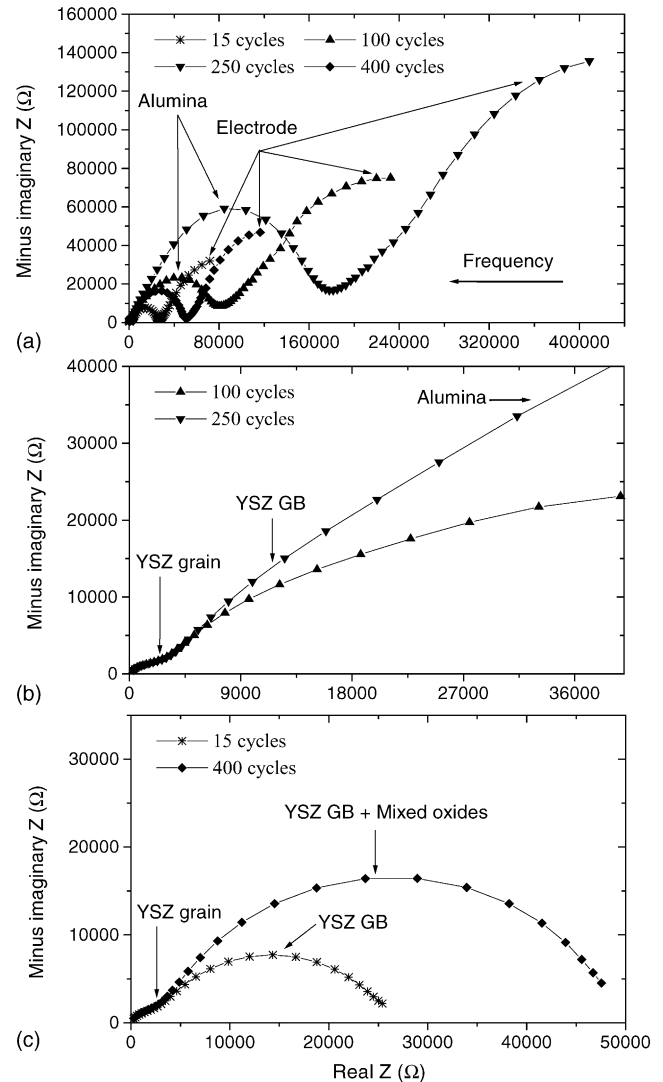 160000
140000
120000
100000
80000
60000
40000
20000
0
Minus imaginary Z (Ω)
15 cycles
100 cycles
250 cycles
400 cycles
Alumina
Electrode
Frequency
0
80000
160000
240000
320000
400000
(a)
40000
30000
20000
10000
0
Minus imaginary Z (Ω)
100 cycles
250 cycles
Alumina
YSZ GB
YSZ grain
0
9000
18000
27000
36000
(b)
30000
20000
10000
0
Minus imaginary Z (Ω)
15 cycles
400 cycles
YSZ GB + Mixed oxides
YSZ grain
YSZ GB
0
10000
20000
30000
40000
50000
(c)
Real Z (Ω)